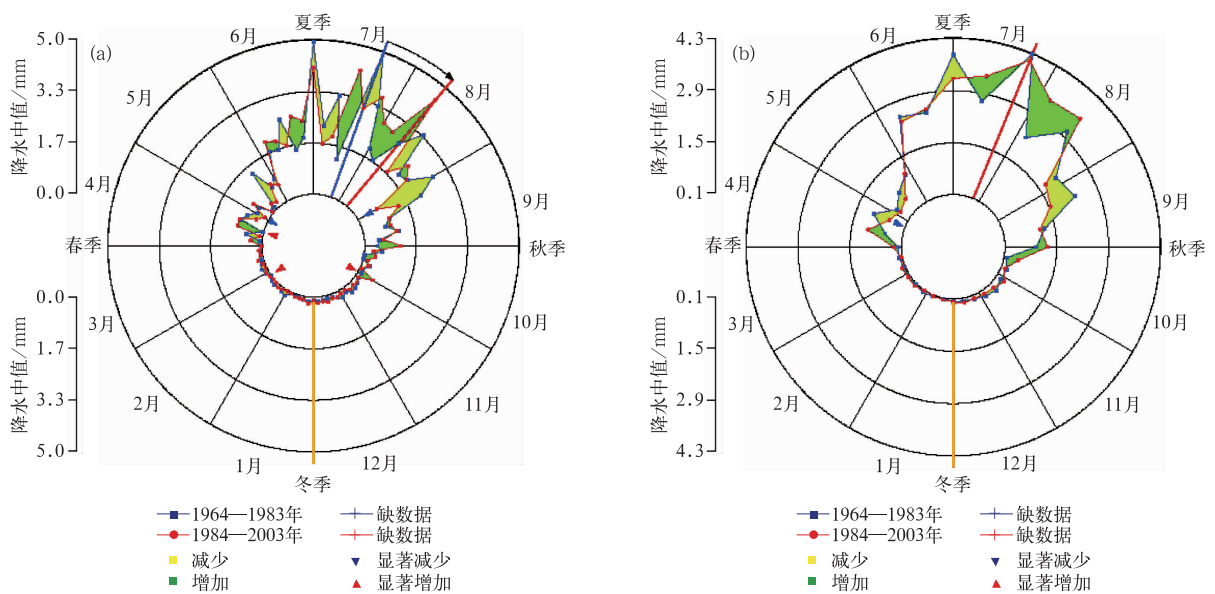 (a)
夏季
6月
7月
5月
8月
4月
9月
春季
秋季
3月
10月
2月
11月
1月
12月
冬季
5.0
3.3
1.7
0.0
降水中值/mm
0.0
1.7
3.3
5.0
降水中值/mm
1964—1983年
缺数据
1984—2003年
缺数据
减少
显著减少
增加
显著增加
(b)
夏季
6月
7月
5月
8月
4月
9月
春季
秋季
3月
10月
2月
11月
1月
12月
冬季
4.3
2.9
1.5
0.1
降水中值/mm
0.1
1.5
2.9
4.3
降水中值/mm
1964—1983年
缺数据
1984—2003年
缺数据
减少
显著减少
增加
显著增加